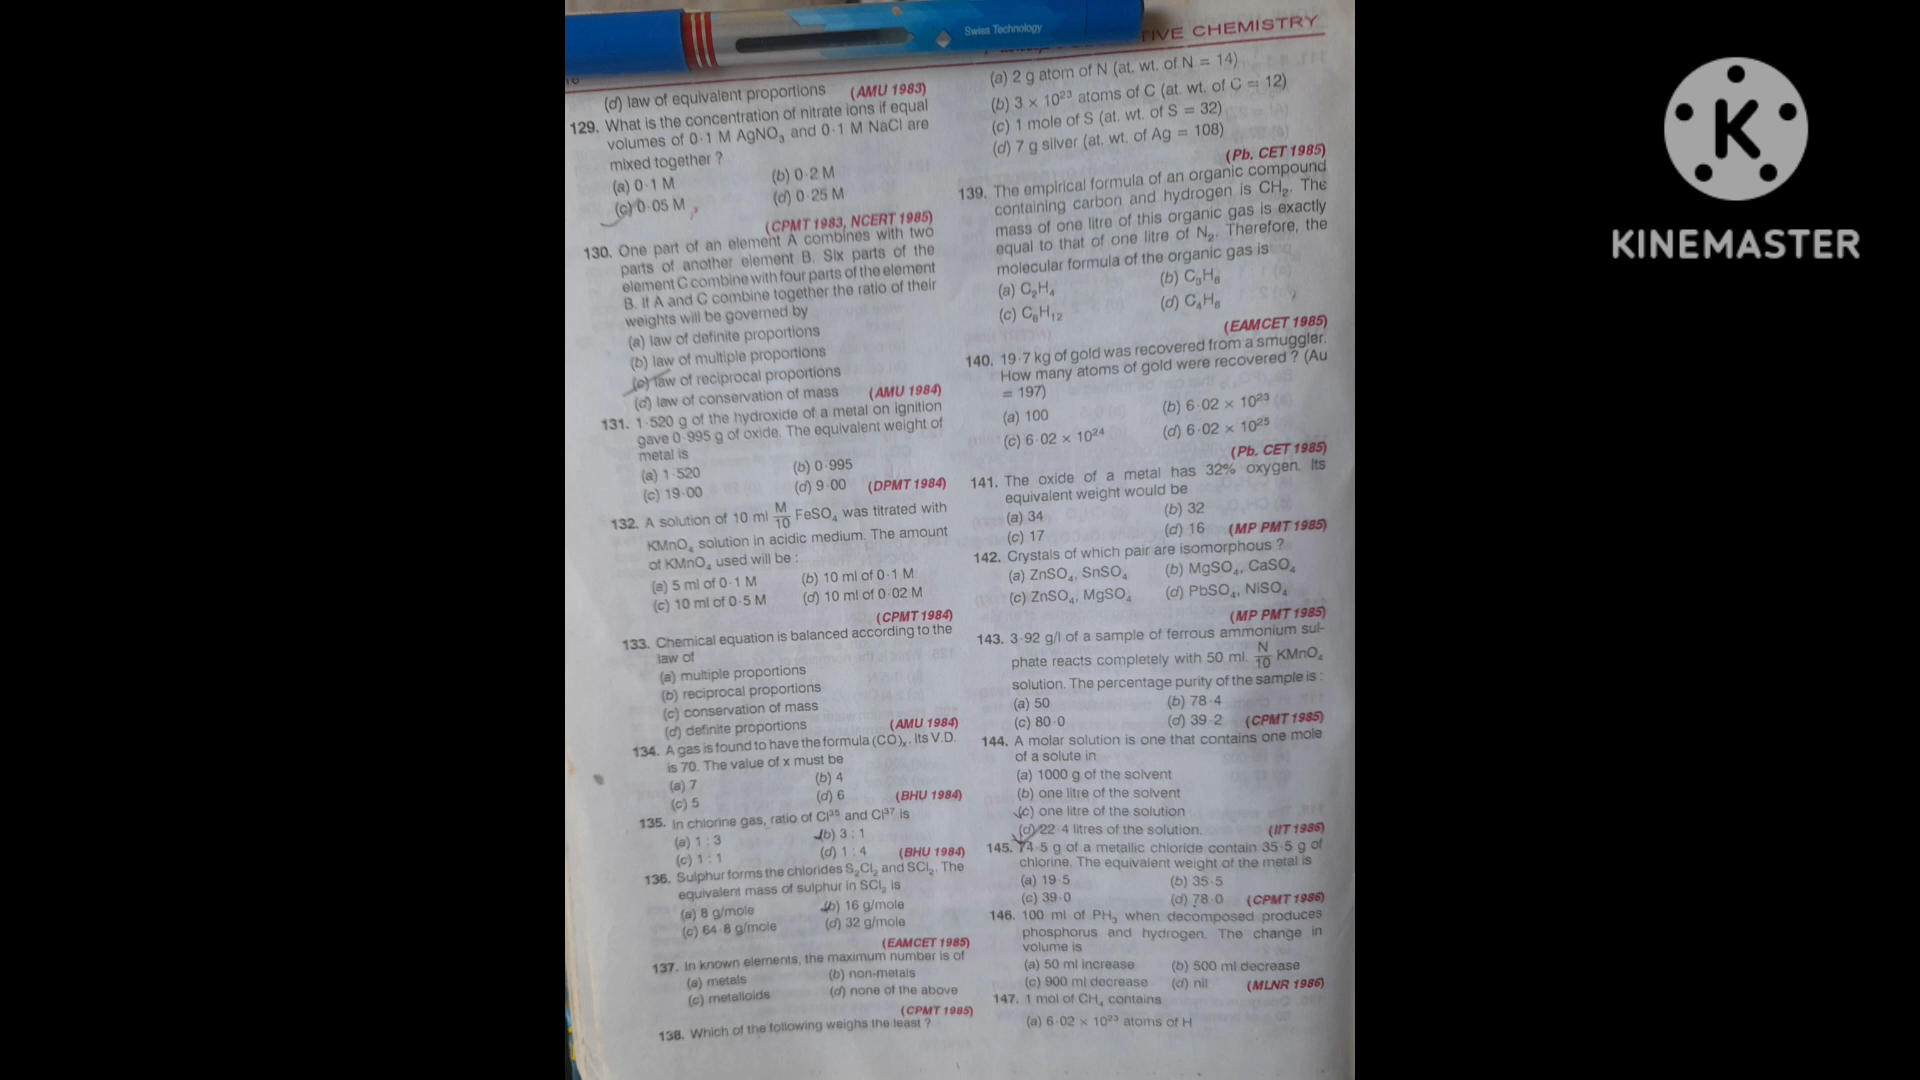 Swiss Technology
TIVE CHEMISTRY
(d) law of equivalent proportions (AMU 1983)
129. What is the concentration of nitrate ions if equal
volumes of 0·1 M AgNO₃ and 0·1 M NaCl are
mixed together ?
(a) 0·1 M (b) 0·2 M
(c) 0·05 M (d) 0·25 M
(CPMT 1983, NCERT 1985)
130. One part of an element A combines with two
parts of another element B. Six parts of the
element C combine with four parts of the element
B. If A and C combine together the ratio of their
weights will be governed by
(a) law of definite proportions
(b) law of multiple proportions
(c) law of reciprocal proportions
(d) law of conservation of mass (AMU 1984)
131. 1·520 g of the hydroxide of a metal on ignition
gave 0·995 g of oxide. The equivalent weight of
metal is
(a) 1·520 (b) 0·995
(c) 19·00 (d) 9·00 (DPMT 1984)
132. A solution of 10 ml M/10 FeSO₄ was titrated with
KMnO₄ solution in acidic medium. The amount
of KMnO₄ used will be :
(a) 5 ml of 0·1 M (b) 10 ml of 0·1 M
(c) 10 ml of 0·5 M (d) 10 ml of 0·02 M
(CPMT 1984)
133. Chemical equation is balanced according to the
law of
(a) multiple proportions
(b) reciprocal proportions
(c) conservation of mass
(d) definite proportions (AMU 1984)
134. A gas is found to have the formula (CO)ₓ. Its V.D.
is 70. The value of x must be
(a) 7 (b) 4
(c) 5 (d) 6 (BHU 1984)
135. In chlorine gas, ratio of Cl³⁵ and Cl³⁷ is
(a) 1 : 3 (b) 3 : 1
(c) 1 : 1 (d) 1 : 4 (BHU 1984)
136. Sulphur forms the chlorides S₂Cl₂ and SCl₂. The
equivalent mass of sulphur in SCl₂ is
(a) 8 g/mole (b) 16 g/mole
(c) 64·8 g/mole (d) 32 g/mole
(EAMCET 1985)
137. In known elements, the maximum number is of
(a) metals (b) non-metals
(c) metalloids (d) none of the above
(CPMT 1985)
138. Which of the following weighs the least ?
(a) 2 g atom of N (at. wt. of N = 14)
(b) 3 × 10²³ atoms of C (at. wt. of C = 12)
(c) 1 mole of S (at. wt. of S = 32)
(d) 7 g silver (at. wt. of Ag = 108)
(Pb. CET 1985)
139. The empirical formula of an organic compound
containing carbon and hydrogen is CH₂. The
mass of one litre of this organic gas is exactly
equal to that of one litre of N₂. Therefore, the
molecular formula of the organic gas is
(a) C₂H₄ (b) C₃H₆
(c) C₆H₁₂ (d) C₄H₈
(EAMCET 1985)
140. 19·7 kg of gold was recovered from a smuggler.
How many atoms of gold were recovered ? (Au
= 197)
(a) 100 (b) 6·02 × 10²³
(c) 6·02 × 10²⁴ (d) 6·02 × 10²⁵
(Pb. CET 1985)
141. The oxide of a metal has 32% oxygen. Its
equivalent weight would be
(a) 34 (b) 32
(c) 17 (d) 16 (MP PMT 1985)
142. Crystals of which pair are isomorphous ?
(a) ZnSO₄, SnSO₄ (b) MgSO₄, CaSO₄
(c) ZnSO₄, MgSO₄ (d) PbSO₄, NiSO₄
(MP PMT 1985)
143. 3·92 g/l of a sample of ferrous ammonium sul-
phate reacts completely with 50 ml. N/10 KMnO₄
solution. The percentage purity of the sample is :
(a) 50 (b) 78·4
(c) 80·0 (d) 39·2 (CPMT 1985)
144. A molar solution is one that contains one mole
of a solute in
(a) 1000 g of the solvent
(b) one litre of the solvent
(c) one litre of the solution
(d) 22·4 litres of the solution. (IIT 1986)
145. 74·5 g of a metallic chloride contain 35·5 g of
chlorine. The equivalent weight of the metal is
(a) 19·5 (b) 35·5
(c) 39·0 (d) 78·0 (CPMT 1986)
146. 100 ml of PH₃ when decomposed produces
phosphorus and hydrogen. The change in
volume is
(a) 50 ml increase (b) 500 ml decrease
(c) 900 ml decrease (d) nil (MLNR 1986)
147. 1 mol of CH₄ contains
(a) 6·02 × 10²³ atoms of H
KINEMASTER